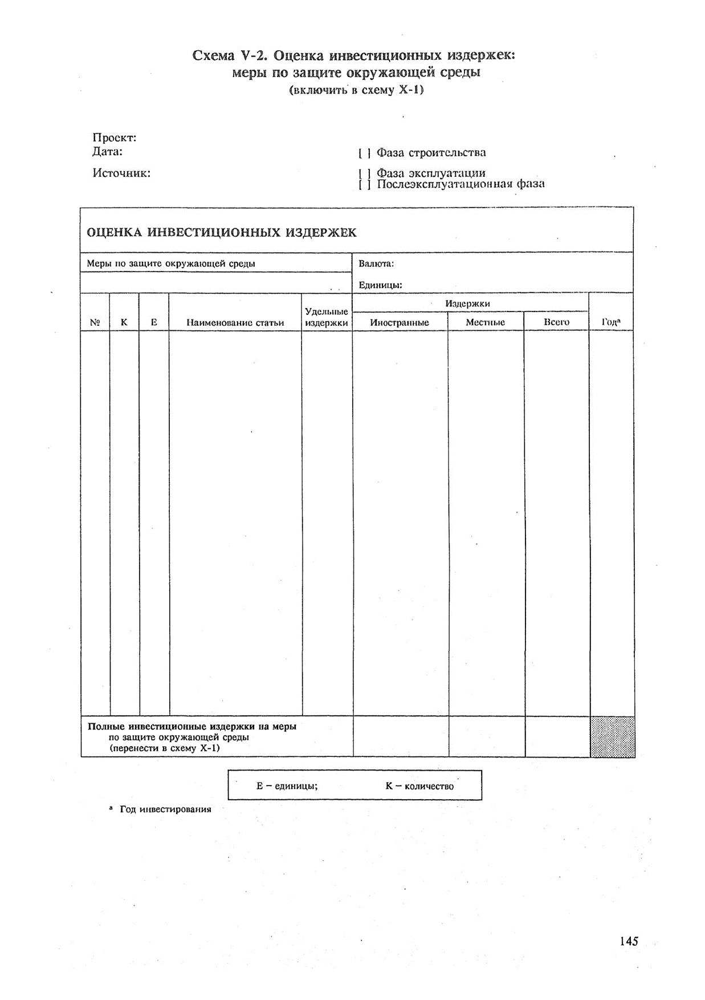 Схема V-2. Оценка инвестиционных издержек:
меры по защите окружающей среды
(включить в схему X-1)
Проект:
Дата:
[ ] Фаза строительства
Источник:
[ ] Фаза эксплуатации
[ ] Послеэксплуатационная фаза
ОЦЕНКА ИНВЕСТИЦИОННЫХ ИЗДЕРЖЕК
Меры по защите окружающей среды
Валюта:
Единицы:
№
К
Е
Наименование статьи
Удельные
издержки
Издержки
Иностранные
Местные
Всего
Годª
Полные инвестиционные издержки на меры
по защите окружающей среды
(перенести в схему X-1)
Е – единицы; К – количество
ª Год инвестирования
145